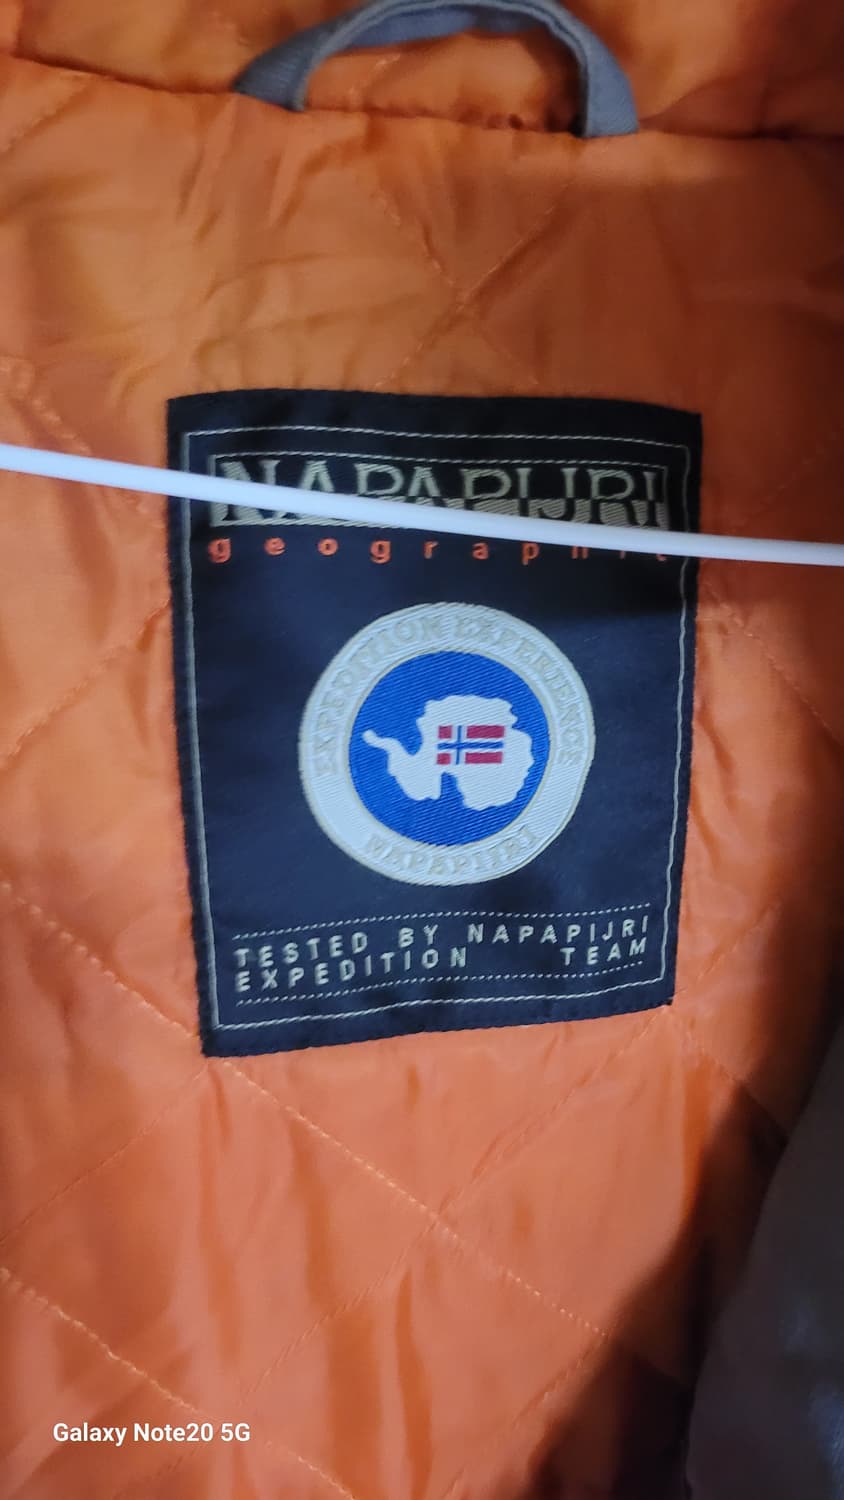 NAPAPIJRI
geographic
EXPEDITION EXPERIENCE
NAPAPIJRI
TESTED BY NAPAPIJRI
EXPEDITION TEAM
Galaxy Note20 5G